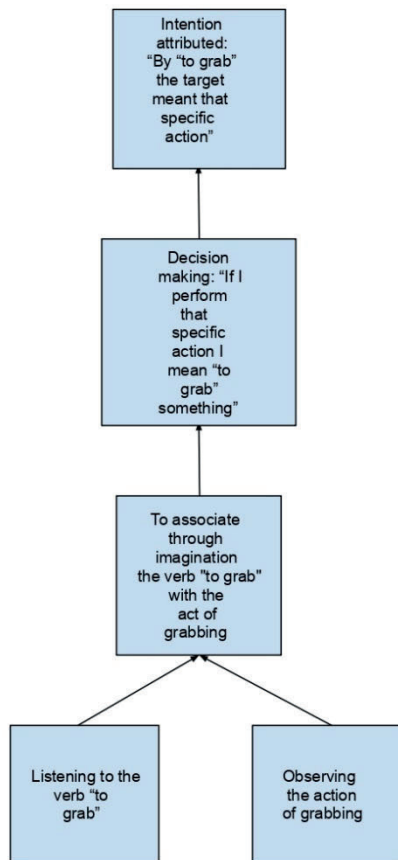 Intention
attributed:
“By “to grab”
the target
meant that
specific
action”
Decision
making: “If I
perform
that
specific
action I
mean “to
grab”
something”
To associate
through
imagination
the verb "to grab"
with the
act of
grabbing
Listening to the
verb “to
grab”
Observing
the action
of grabbing